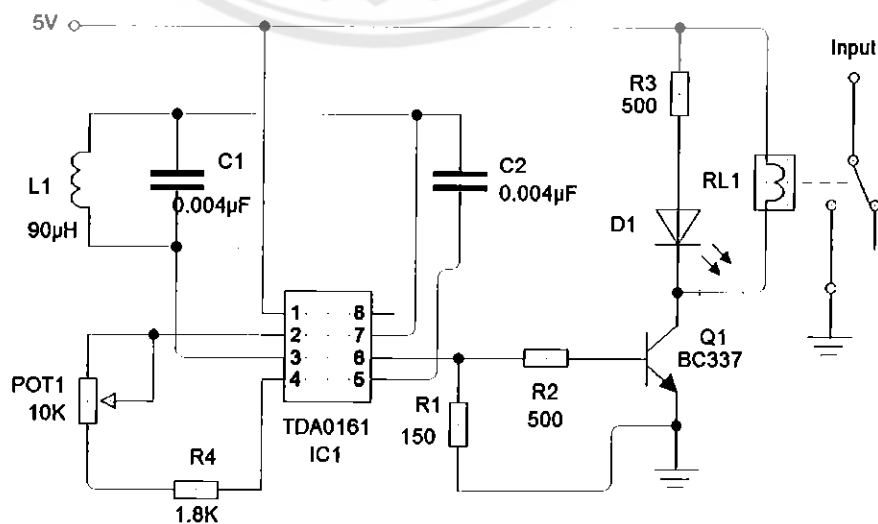 5V
Input
R3
500
C1
0.004µF
C2
0.004µF
L1
90µH
RL1
D1
1
2
3
4
8
7
6
5
Q1
BC337
POT1
10K
TDA0161
IC1
R1
150
R2
500
R4
1.8K